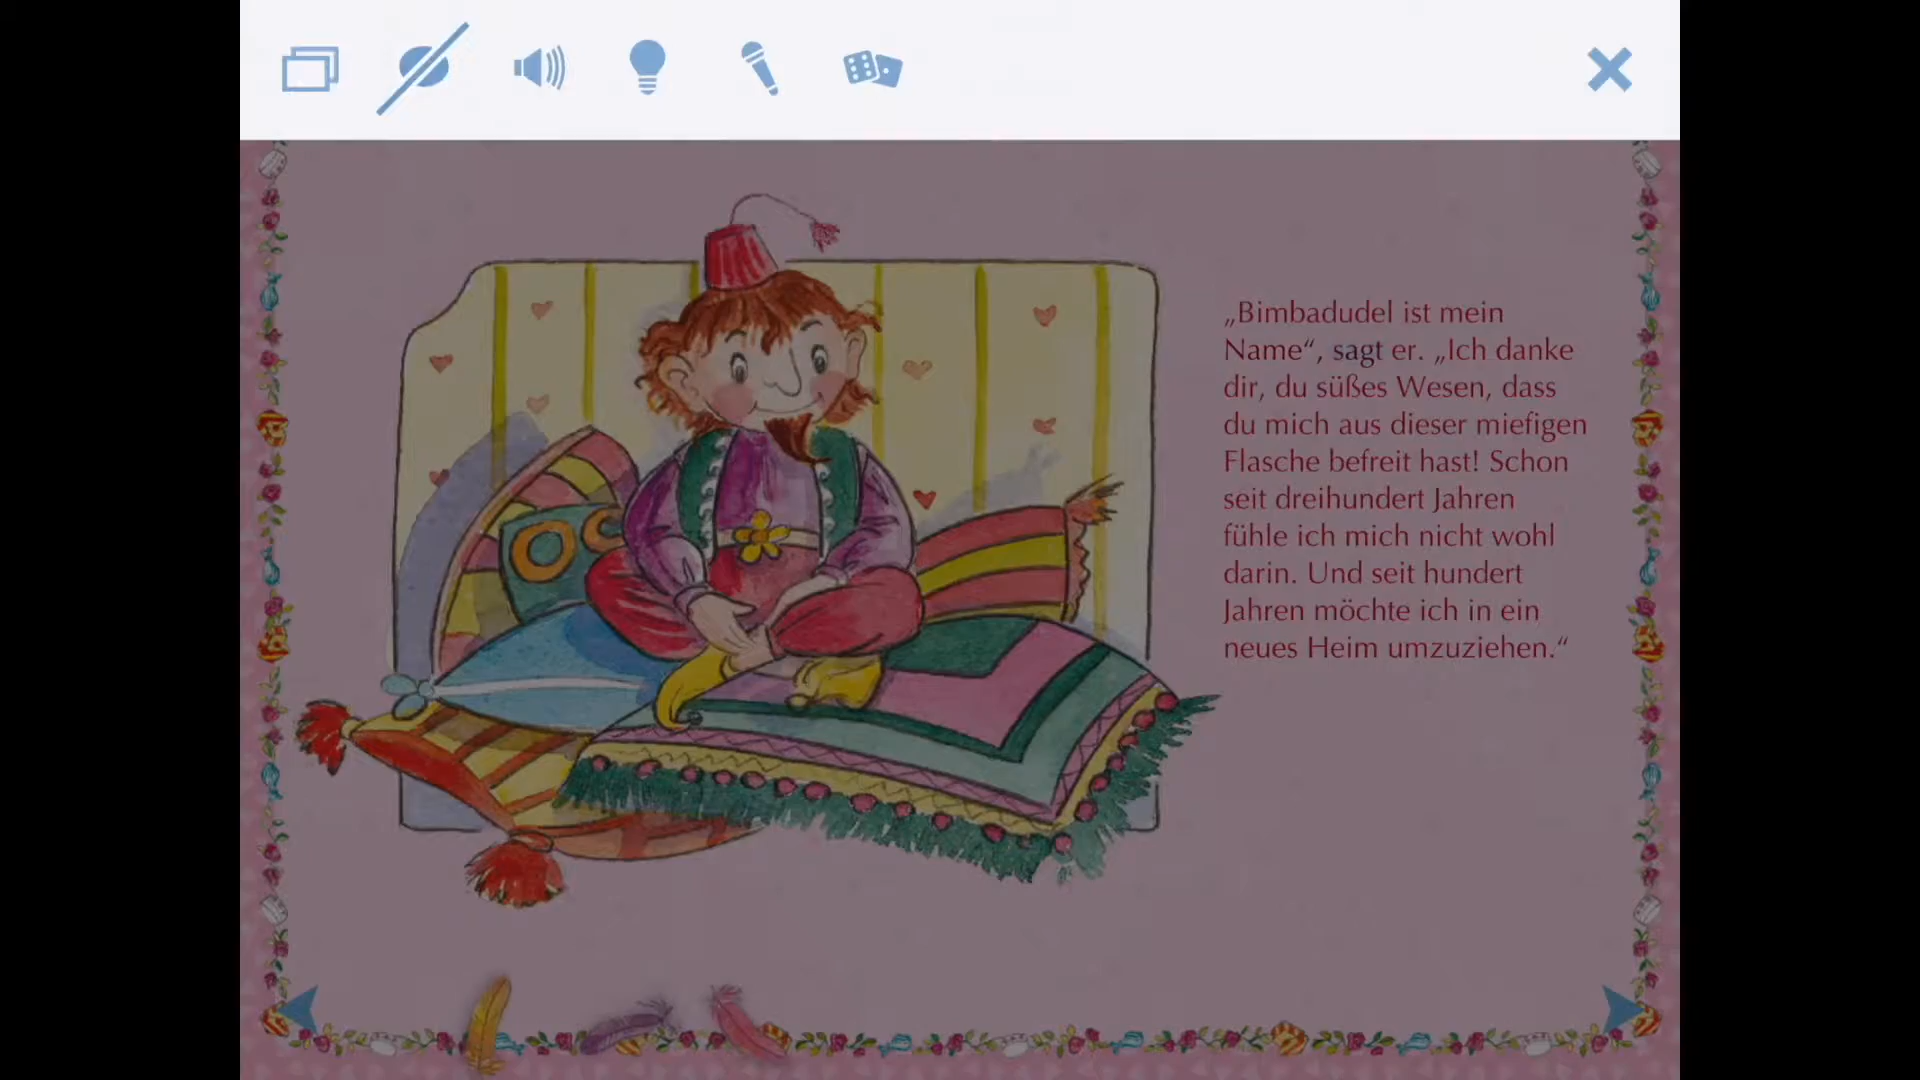 „Bimbadudel ist mein
Name“, sagt er. „Ich danke
dir, du süßes Wesen, dass
du mich aus dieser miefigen
Flasche befreit hast! Schon
seit dreihundert Jahren
fühle ich mich nicht wohl
darin. Und seit hundert
Jahren möchte ich in ein
neues Heim umzuziehen.“